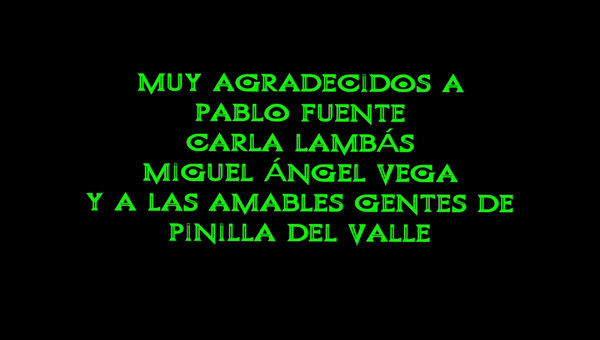 MUY AGRADECIDOS A
PABLO FUENTE
CARLA LAMBÁS
MIGUEL ÁNGEL VEGA
Y A LAS AMABLES GENTES DE
PINILLA DEL VALLE